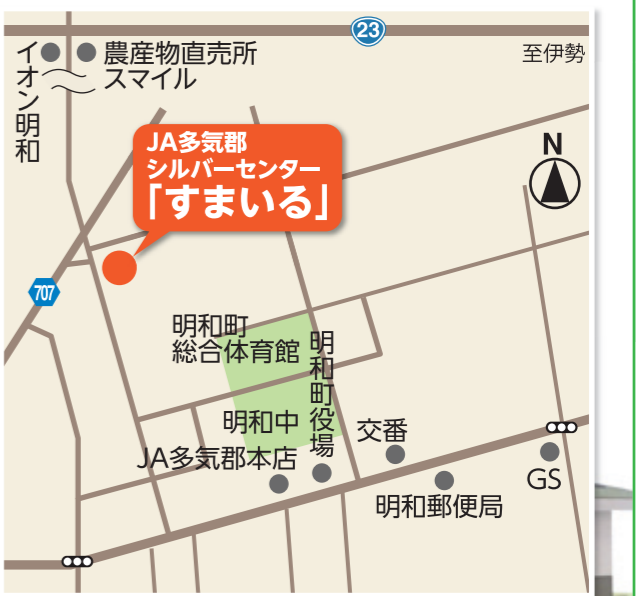 23
イオン明和
農産物直売所
スマイル
至伊勢
JA多気郡
シルバーセンター
「すまいる」
N
707
明和町
総合体育館
明和町役場
明和中
交番
JA多気郡本店
GS
明和郵便局